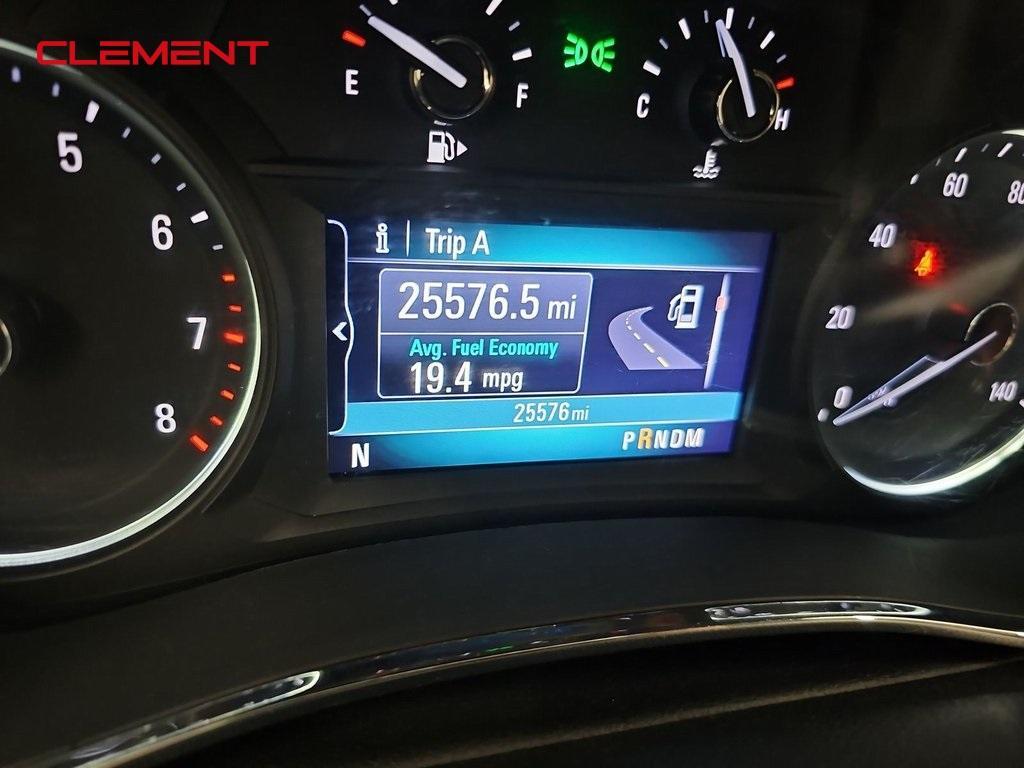 CLEMENT
E
F
C
H
5
6
7
8
i
Trip A
25576.5 mi
Avg. Fuel Economy
19.4 mpg
25576 mi
N
PRNDM
0
20
40
60
80
140